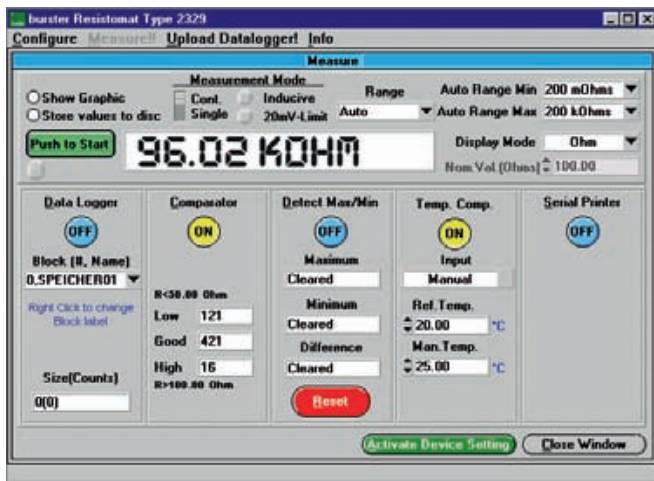 burster Resistomat Type 2329
Configure Measure!! Upload Datalogger! Info
Measure
Show Graphic
Store values to disc
Measurement Mode
Cont.
Single
Inducive
20mV-Limit
Range
Auto
Auto Range Min 200 mOhms
Auto Range Max 200 kOhms
Push to Start
96.02 KOHM
Display Mode Ohm
Nom.Val.(Ohms) 100.00
Data Logger
OFF
Block (#, Name)
0.SPEICHER01
Right Click to change
Block label
Size(Counts)
0(0)
Comparator
ON
R<50.00 Ohm
Low 121
Good 421
High 16
R>100.00 Ohm
Detect Max/Min
OFF
Maximum
Cleared
Minimum
Cleared
Difference
Cleared
Reset
Temp. Comp.
ON
Input
Manual
Ref.Temp.
20.00 °C
Man.Temp.
25.00 °C
Serial Printer
OFF
Activate Device Setting
Close Window